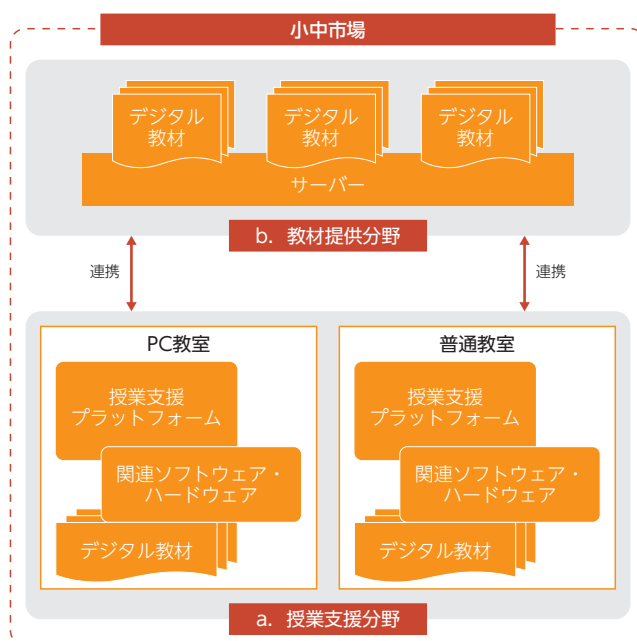 小中市場
デジタル
教材
デジタル
教材
デジタル
教材
サーバー
b. 教材提供分野
連携
連携
PC教室
授業支援
プラットフォーム
関連ソフトウェア・
ハードウェア
デジタル教材
普通教室
授業支援
プラットフォーム
関連ソフトウェア・
ハードウェア
デジタル教材
a. 授業支援分野